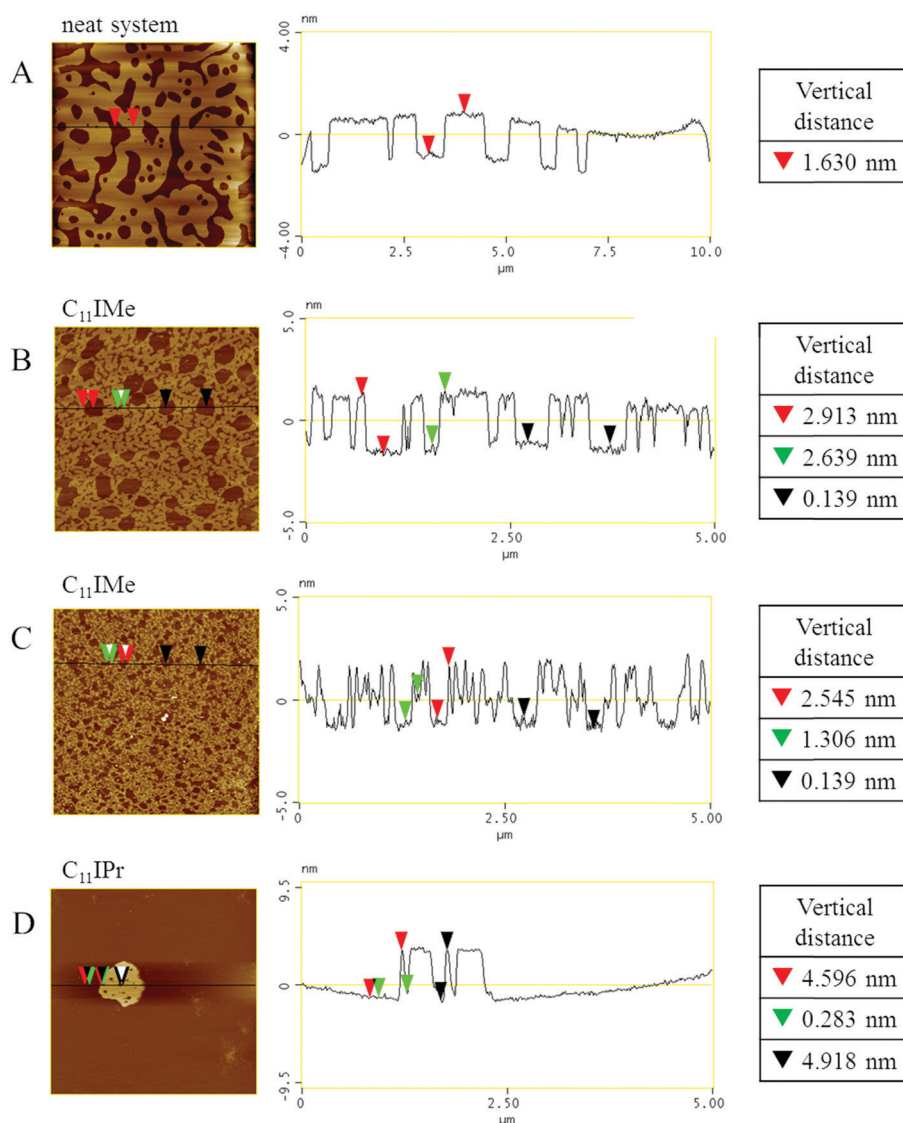 neat system
A
nm
4.00
0
-4.00
0
2.5
5.0
7.5
10.0
µm
Vertical
distance
1.630 nm
C₁₁IMe
B
nm
5.0
0
-5.0
0
2.50
5.00
µm
Vertical
distance
2.913 nm
2.639 nm
0.139 nm
C₁₁IMe
C
nm
5.0
0
-5.0
0
2.50
5.00
µm
Vertical
distance
2.545 nm
1.306 nm
0.139 nm
C₁₁IPr
D
nm
9.5
0
-9.5
0
2.50
5.00
µm
Vertical
distance
4.596 nm
0.283 nm
4.918 nm